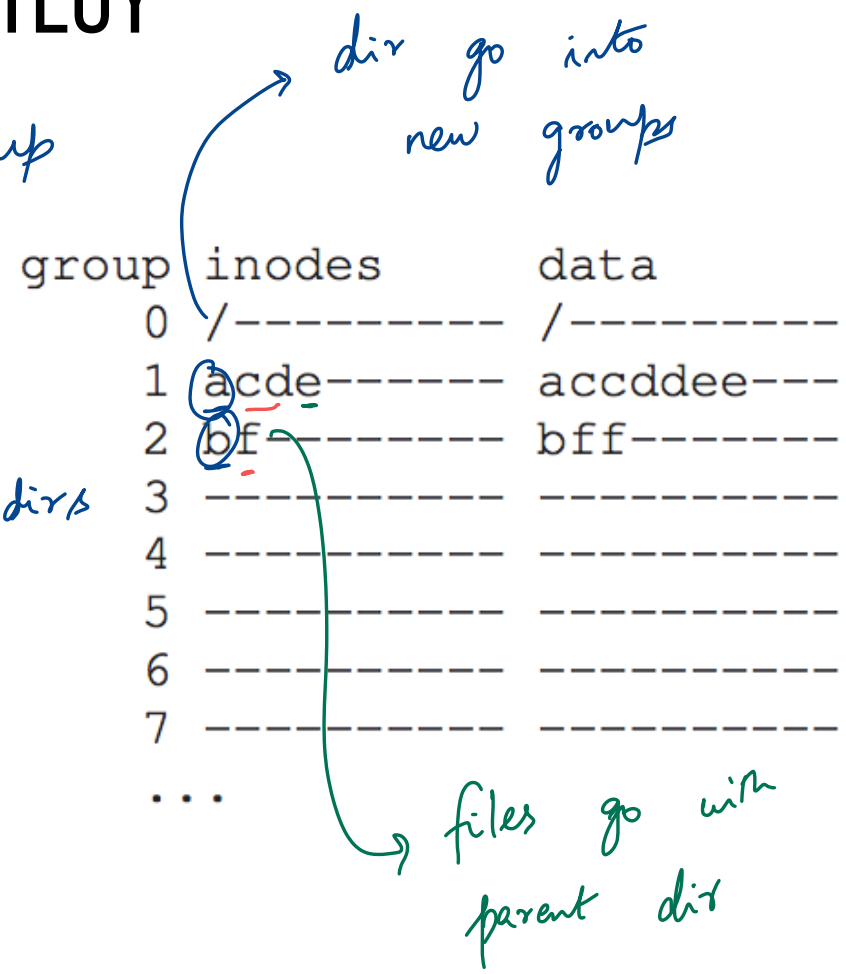 dir go into
new groups
up
group inodes data
0 /--------- /---------
1 acde------ accddee---
2 bf-------- bff-------
dirs
3 ---------- ----------
4 ---------- ----------
5 ---------- ----------
6 ---------- ----------
7 ---------- ----------
...
files go with
parent dir